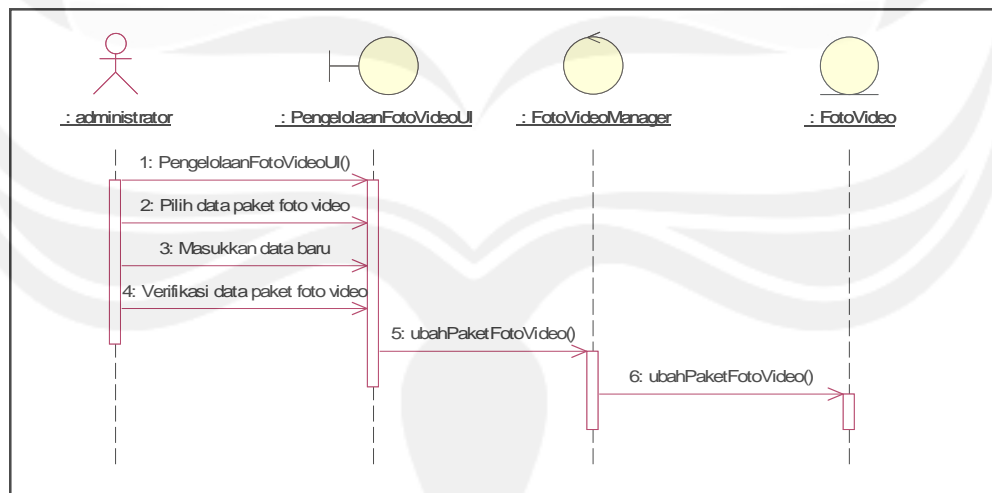 : administrator
: PengelolaanFotoVideoUI
: FotoVideoManager
: FotoVideo
1: PengelolaanFotoVideoUI()
2: Pilih data paket foto video
3: Masukkan data baru
4: Verifikasi data paket foto video
5: ubahPaketFotoVideo()
6: ubahPaketFotoVideo()